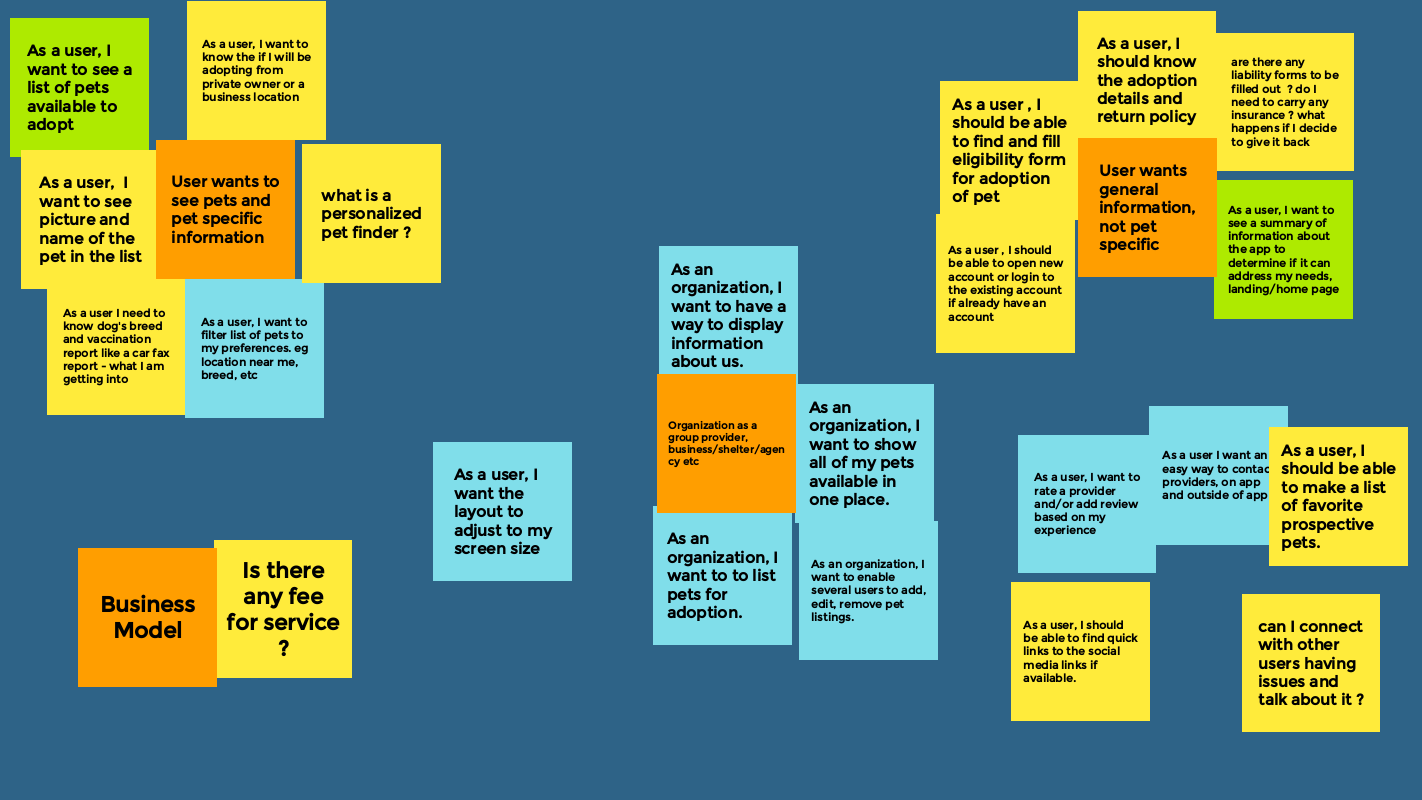 As a user, I
want to see a
list of pets
available to
adopt
As a user, I want to
know the if I will be
adopting from
private owner or a
business location
As a user,  I
want to see
picture and
name of the
pet in the list
User wants to
see pets and
pet specific
information
what is a
personalized
pet finder ?
As a user I need to
know dog's breed
and vaccination
report like a car fax
report - what I am
getting into
As a user, I want to
filter list of pets to
my preferences. eg
location near me,
breed, etc
As a user, I
want the
layout to
adjust to my
screen size
Business
Model
Is there
any fee
for service
?
As an
organization, I
want to have a
way to display
information
about us.
Organization as a
group provider,
business/shelter/agen
cy etc
As an
organization, I
want to show
all of my pets
available in
one place.
As an
organization, I
want to to list
pets for
adoption.
As an organization, I
want to enable
several users to add,
edit, remove pet
listings.
As a user , I
should be able
to find and fill
eligibility form
for adoption
of pet
As a user, I
should know
the adoption
details and
return policy
are there any
liability forms to be
filled out  ? do I
need to carry any
insurance ? what
happens if I decide
to give it back
User wants
general
information,
not pet
specific
As a user , I should
be able to open new
account or login to
the existing account
if already have an
account
As a user, I want to
see a summary of
information about
the app to
determine if it can
address my needs,
landing/home page
As a user, I want to
rate a provider
and/or add review
based on my
experience
As a user I want an
easy way to contac
providers, on app
and outside of app
As a user, I
should be able
to make a list
of favorite
prospective
pets.
As a user, I should
be able to find quick
links to the social
media links if
available.
can I connect
with other
users having
issues and
talk about it ?